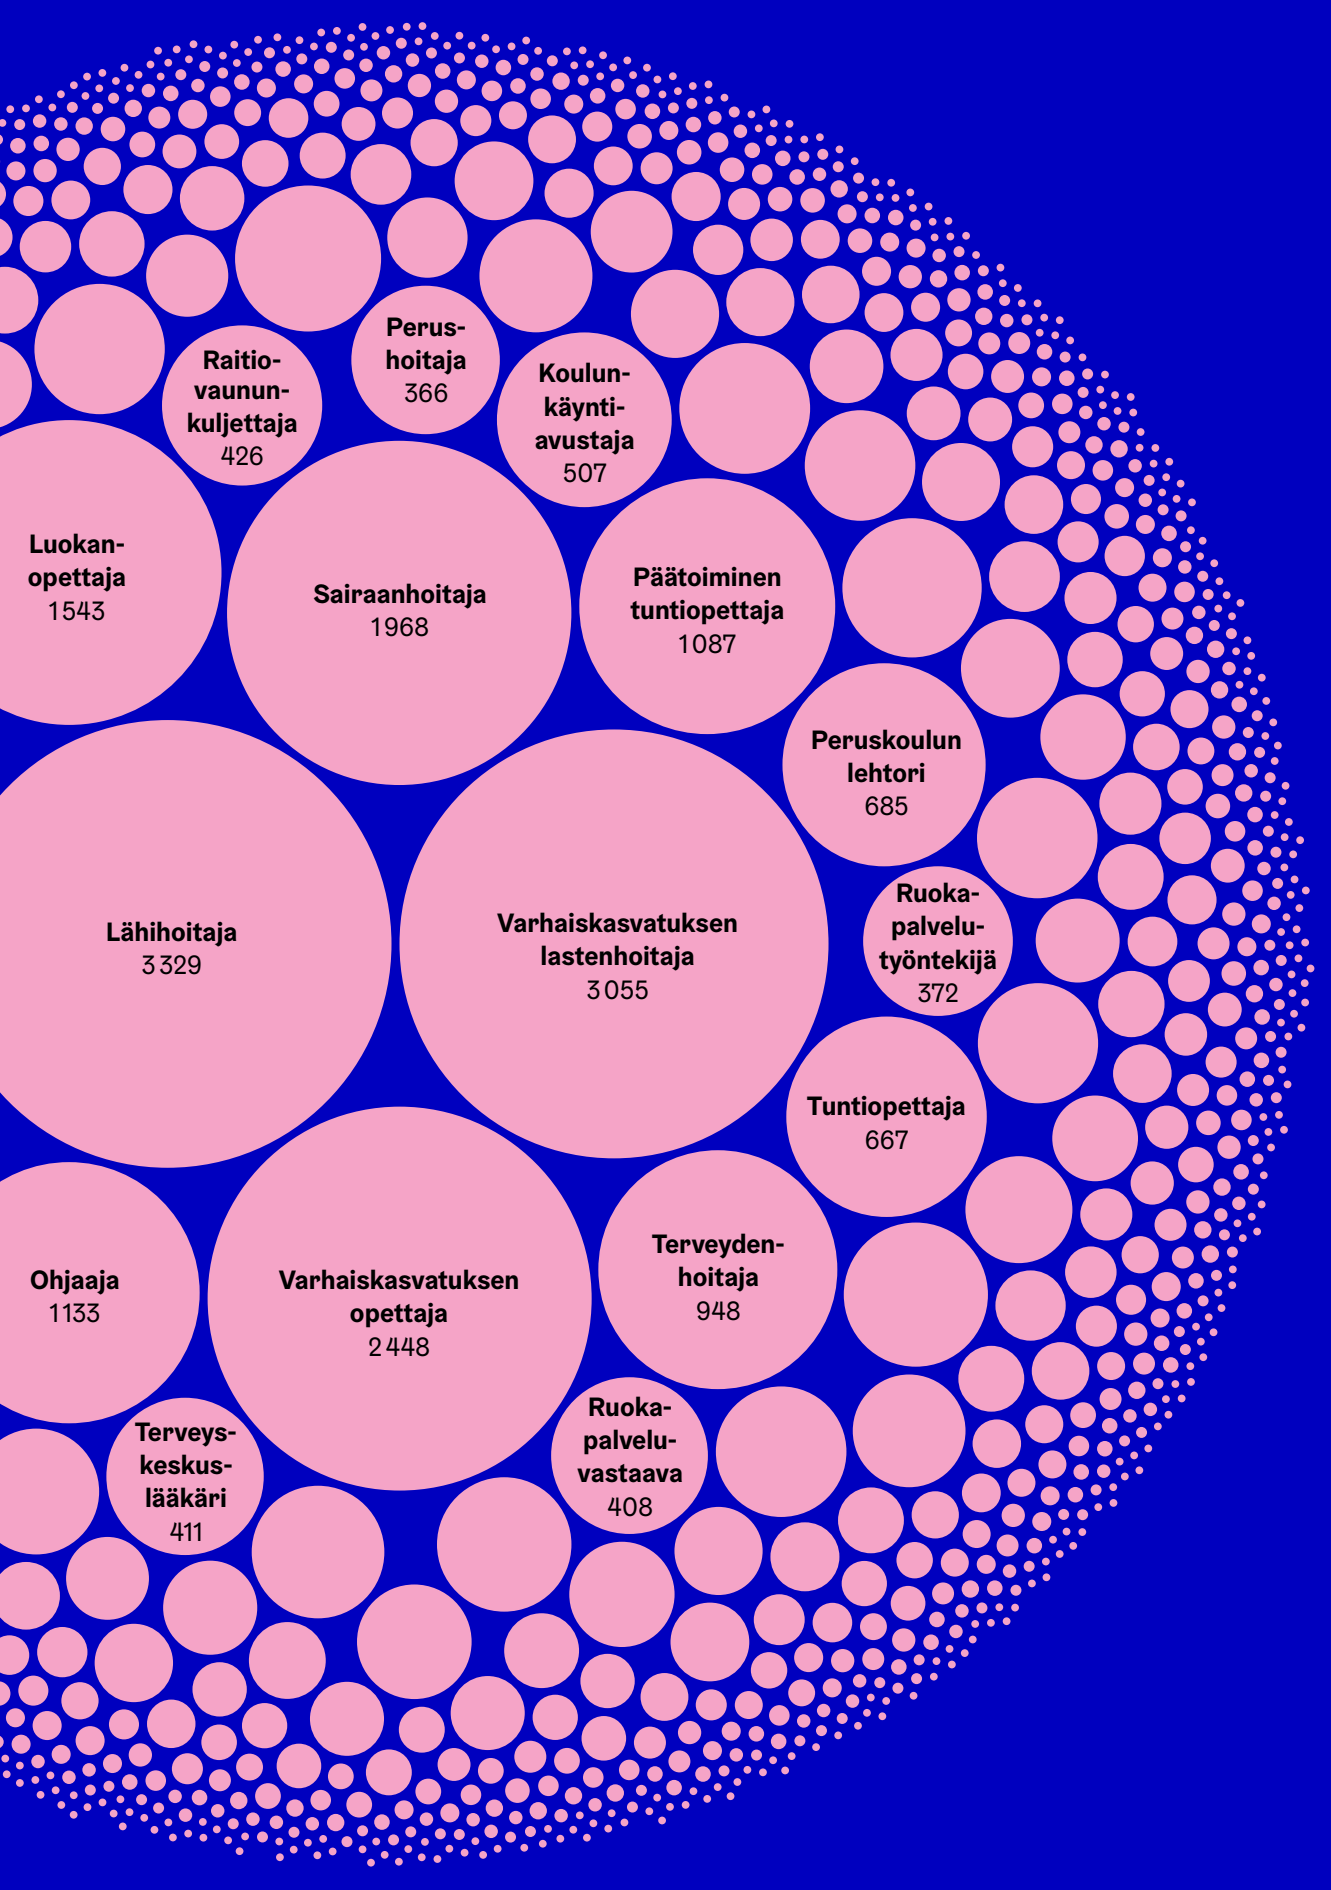 Perus-
hoitaja
366
Raitio-
vaunun-
kuljettaja
426
Koulun-
käynti-
avustaja
507
Luokan-
opettaja
1543
Sairaanhoitaja
1968
Päätoiminen
tuntiopettaja
1087
Peruskoulun
lehtori
685
Lähihoitaja
3 329
Varhaiskasvatuksen
lastenhoitaja
3 055
Ruoka-
palvelu-
työntekijä
372
Tuntiopettaja
667
Ohjaaja
1133
Varhaiskasvatuksen
opettaja
2 448
Terveyden-
hoitaja
948
Terveys-
keskus-
lääkäri
411
Ruoka-
palvelu-
vastaava
408